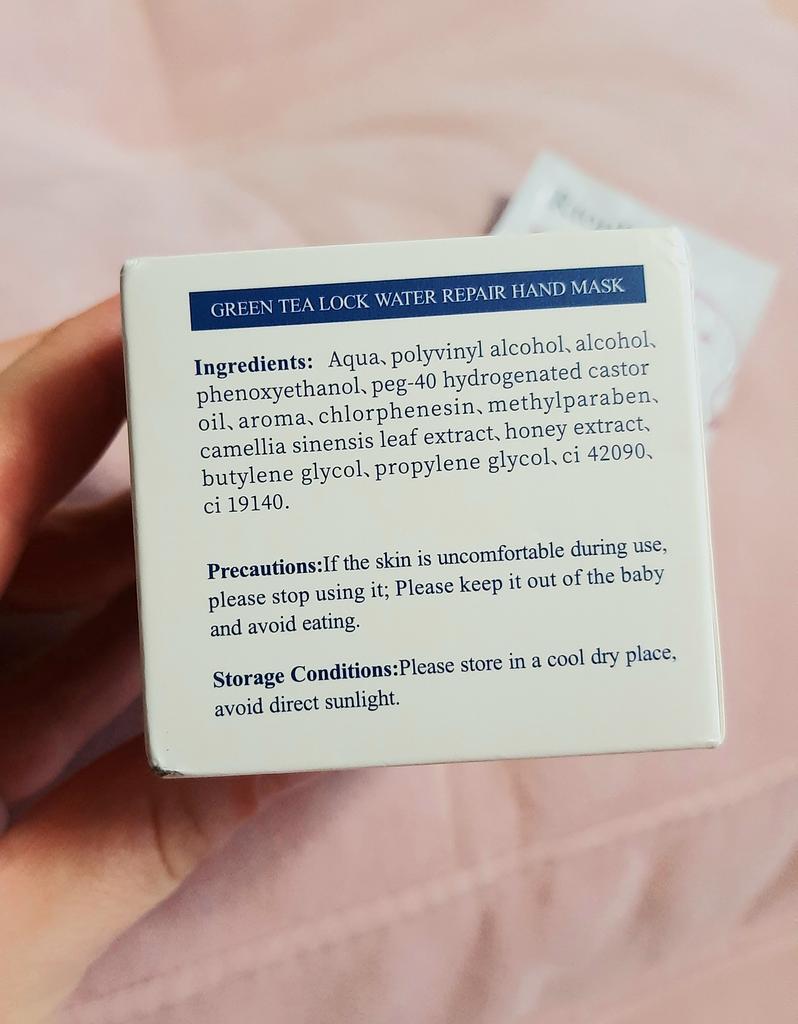 GREEN TEA LOCK WATER REPAIR HAND MASK
Ingredients: Aqua、polyvinyl alcohol、alcohol、
phenoxyethanol、peg-40 hydrogenated castor
oil、aroma、chlorphenesin、methylparaben、
camellia sinensis leaf extract、honey extract、
butylene glycol、propylene glycol、ci 42090、
ci 19140.
Precautions:If the skin is uncomfortable during use,
please stop using it; Please keep it out of the baby
and avoid eating.
Storage Conditions:Please store in a cool dry place,
avoid direct sunlight.